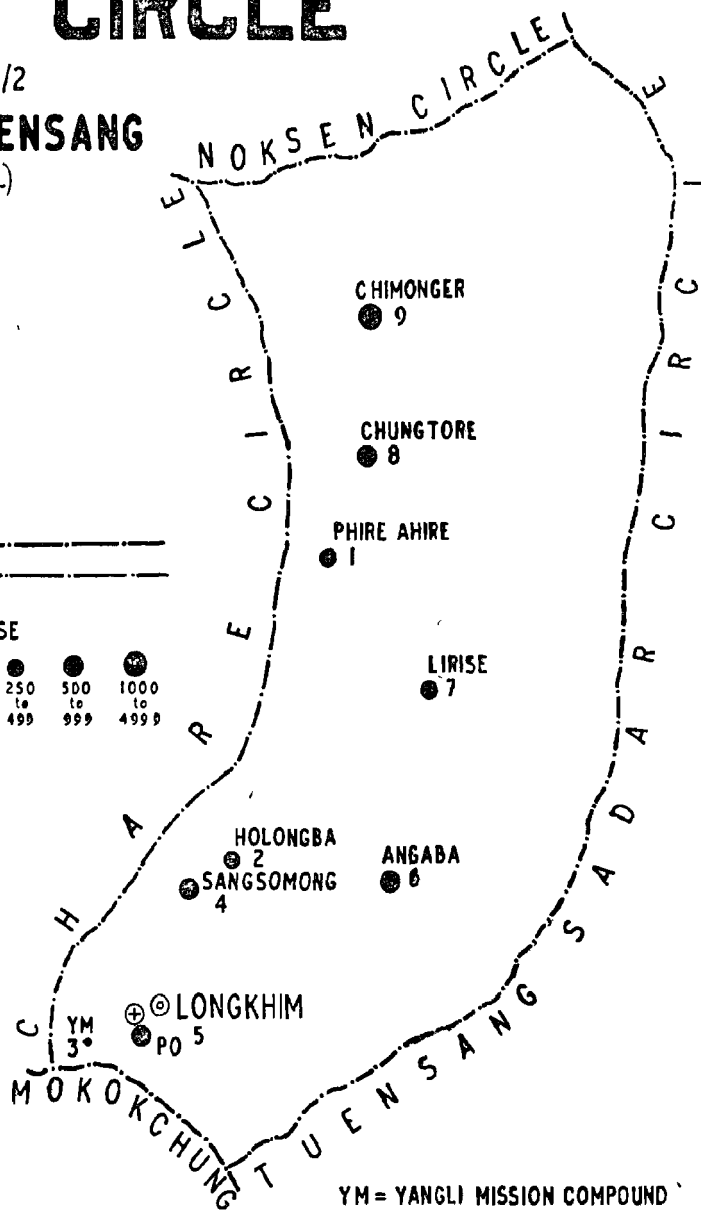 CIRCLE
/2
ENSANG
NOKSEN CIRCLE
CHARE CIRCLE
TUENSANG SADAR CIRCLE
MOKOKCHUNG
CHIMONGER
9
CHUNGTORE
8
PHIRE AHIRE
1
SE
250 500 1000
to to to
499 999 4999
LIRISE
7
HOLONGBA
2
SANGSOMONG
4
ANGABA
6
LONGKHIM
PO 5
YM
3
YM = YANGLI MISSION COMPOUND